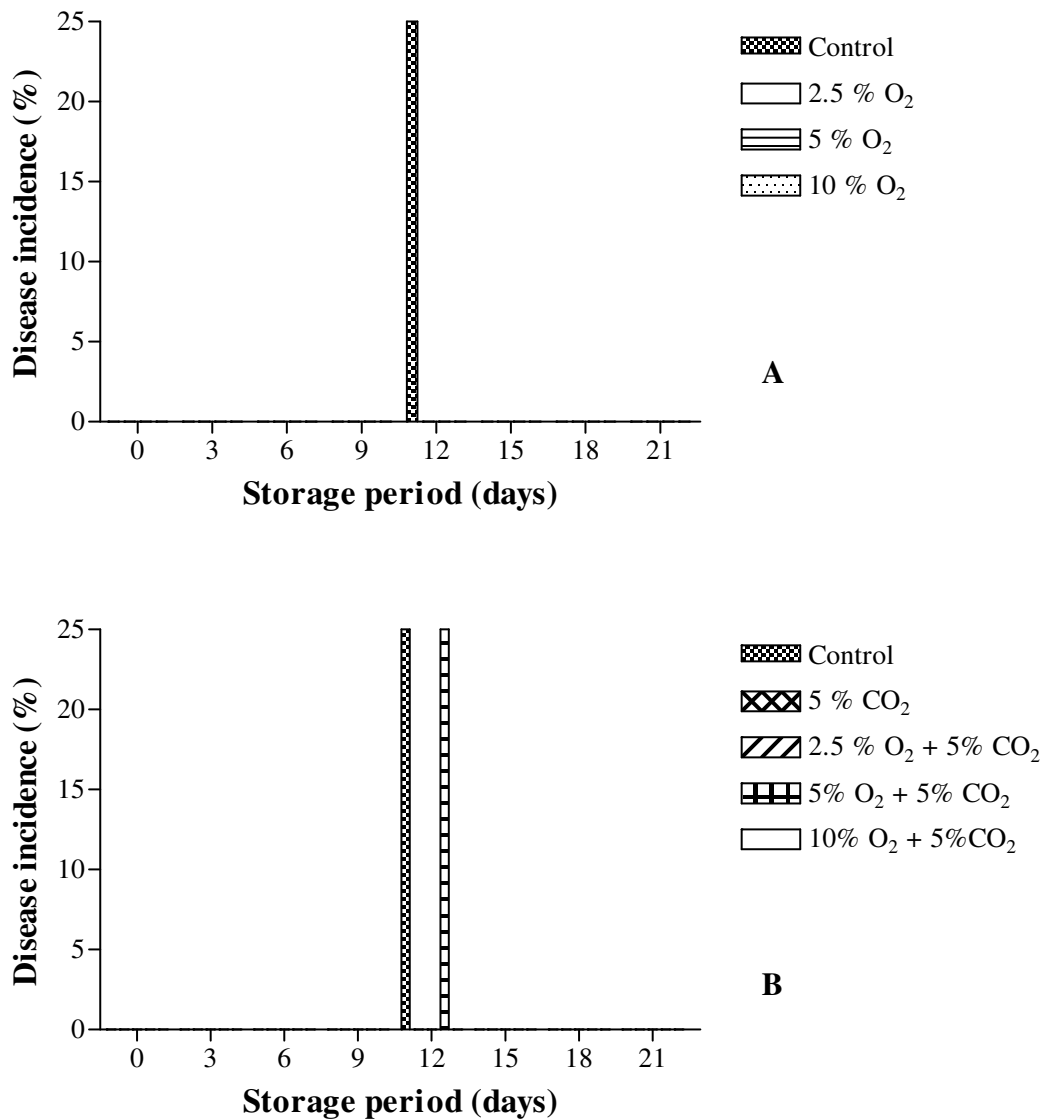 Disease incidence (%)
25
20
15
10
5
0
0 3 6 9 12 15 18 21
Storage period (days)
Control
2.5 % O₂
5 % O₂
10 % O₂
A
Disease incidence (%)
25
20
15
10
5
0
0 3 6 9 12 15 18 21
Storage period (days)
Control
5 % CO₂
2.5 % O₂ + 5% CO₂
5% O₂ + 5% CO₂
10% O₂ + 5%CO₂
B